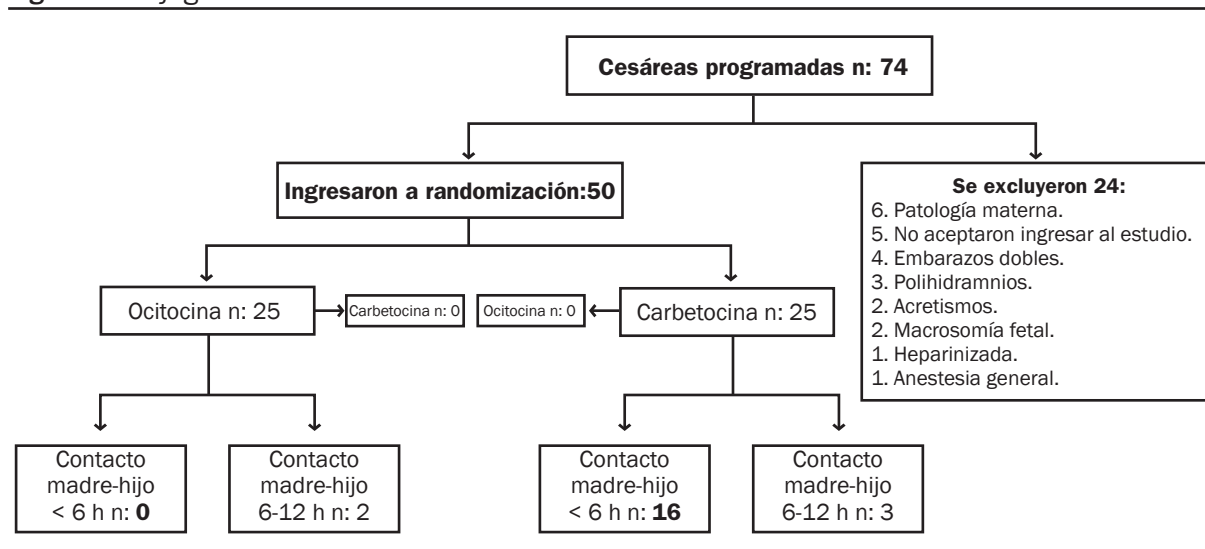 Cesáreas programadas n: 74
Ingresaron a randomización:50
Se excluyeron 24:
6. Patología materna.
5. No aceptaron ingresar al estudio.
4. Embarazos dobles.
3. Polihidramnios.
2. Acretismos.
2. Macrosomía fetal.
1. Heparinizada.
1. Anestesia general.
Ocitocina n: 25
Carbetocina n: 0
Ocitocina n: 0
Carbetocina n: 25
Contacto
madre-hijo
< 6 h n: 0
Contacto
madre-hijo
6-12 h n: 2
Contacto
madre-hijo
< 6 h n: 16
Contacto
madre-hijo
6-12 h n: 3